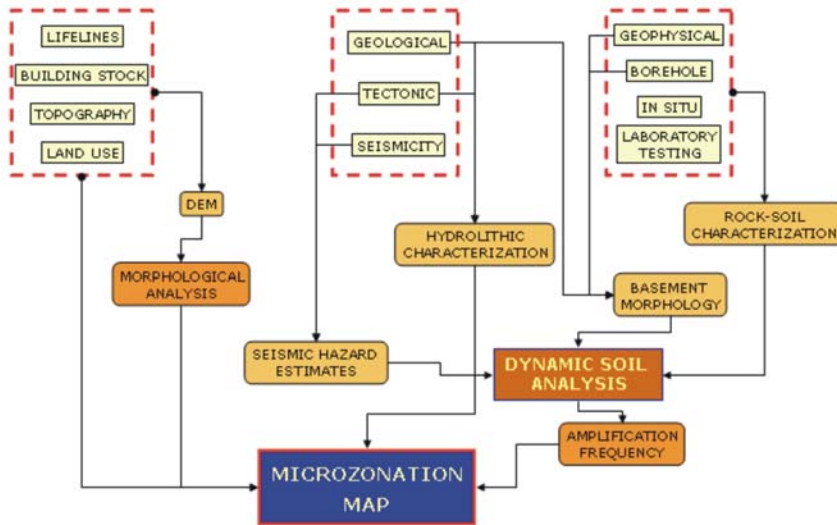 LIFELINES
BUILDING STOCK
TOPOGRAPHY
LAND USE
GEOLOGICAL
TECTONIC
SEISMICITY
GEOPHYSICAL
BOREHOLE
IN SITU
LABORATORY
TESTING
DEM
MORPHOLOGICAL
ANALYSIS
HYDROLITHIC
CHARACTERIZATION
ROCK-SOIL
CHARACTERIZATION
BASEMENT
MORPHOLOGY
SEISMIC HAZARD
ESTIMATES
DYNAMIC SOIL
ANALYSIS
AMPLIFICATION
FREQUENCY
MICROZONATION
MAP